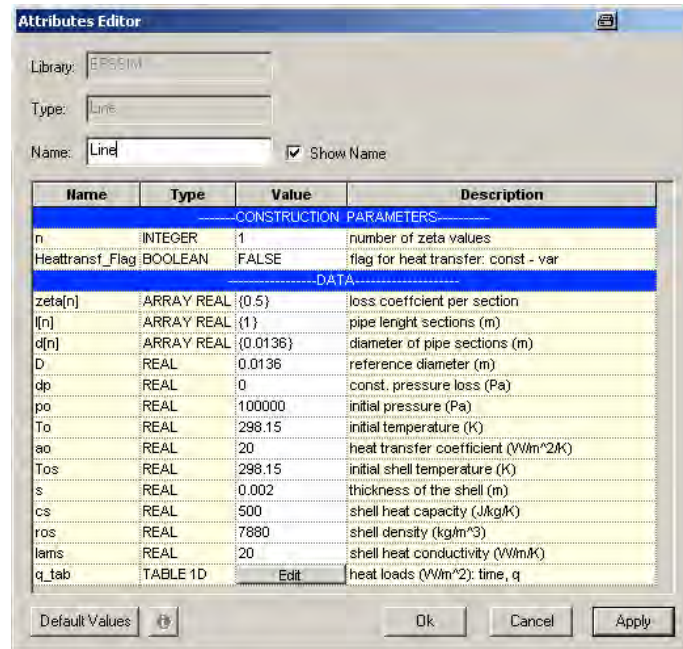 Attributes Editor
Library: EPSSIM
Type: Line
Name: Line Show Name
Name Type Value Description
--------CONSTRUCTION PARAMETERS-----------
n INTEGER 1 number of zeta values
Heattransf_Flag BOOLEAN FALSE flag for heat transfer: const - var
------------------DATA---------------------
zeta[n] ARRAY REAL {0.5} loss coeffcient per section
l[n] ARRAY REAL {1} pipe lenght sections (m)
d[n] ARRAY REAL {0.0136} diameter of pipe sections (m)
D REAL 0.0136 reference diameter (m)
dp REAL 0 const. pressure loss (Pa)
po REAL 100000 initial pressure (Pa)
To REAL 298.15 initial temperature (K)
ao REAL 20 heat transfer coefficient (W/m^2/K)
Tos REAL 298.15 initial shell temperature (K)
s REAL 0.002 thickness of the shell (m)
cs REAL 500 shell heat capacity (J/kg/K)
ros REAL 7880 shell density (kg/m^3)
lams REAL 20 shell heat conductivity (W/m/K)
q_tab TABLE 1D Edit heat loads (W/m^2): time, q
Default Values Ok Cancel Apply